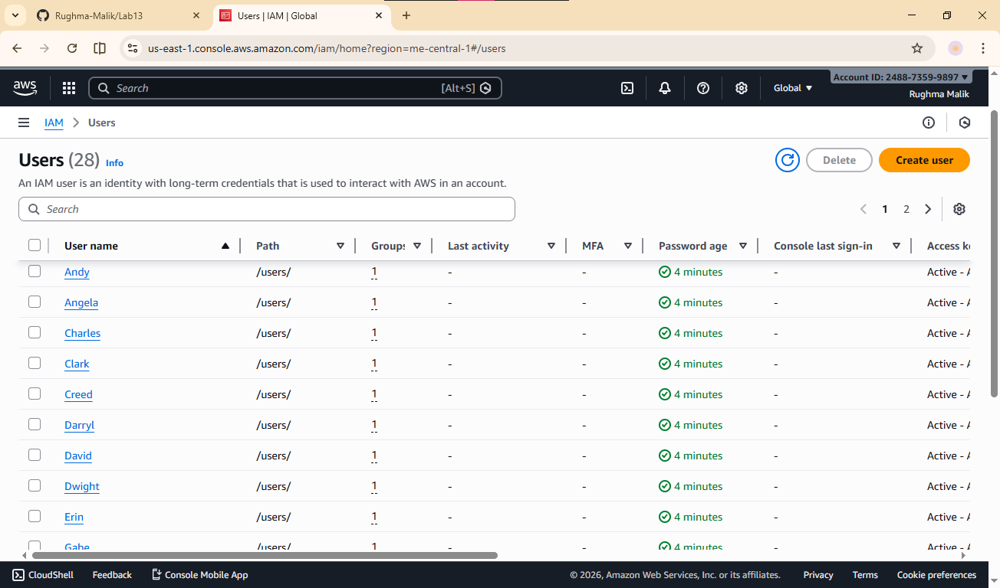 Rughma-Malik/Lab13
Users | IAM | Global
us-east-1.console.aws.amazon.com/iam/home?region=me-central-1#/users
aws
Search [Alt+S]
Global
Account ID: 2488-7359-9897
Rughma Malik
IAM > Users
Users (28) Info
Delete
Create user
An IAM user is an identity with long-term credentials that is used to interact with AWS in an account.
Search
1 2
User name Path Groups Last activity MFA Password age Console last sign-in Access
Andy /users/ 1 - - 4 minutes - Active -
Angela /users/ 1 - - 4 minutes - Active -
Charles /users/ 1 - - 4 minutes - Active -
Clark /users/ 1 - - 4 minutes - Active -
Creed /users/ 1 - - 4 minutes - Active -
Darryl /users/ 1 - - 4 minutes - Active -
David /users/ 1 - - 4 minutes - Active -
Dwight /users/ 1 - - 4 minutes - Active -
Erin /users/ 1 - - 4 minutes - Active -
Gabe /users/ 1 - - 4 minutes - Active -
CloudShell Feedback Console Mobile App © 2026, Amazon Web Services, Inc. or its affiliates. Privacy Terms Cookie preferences